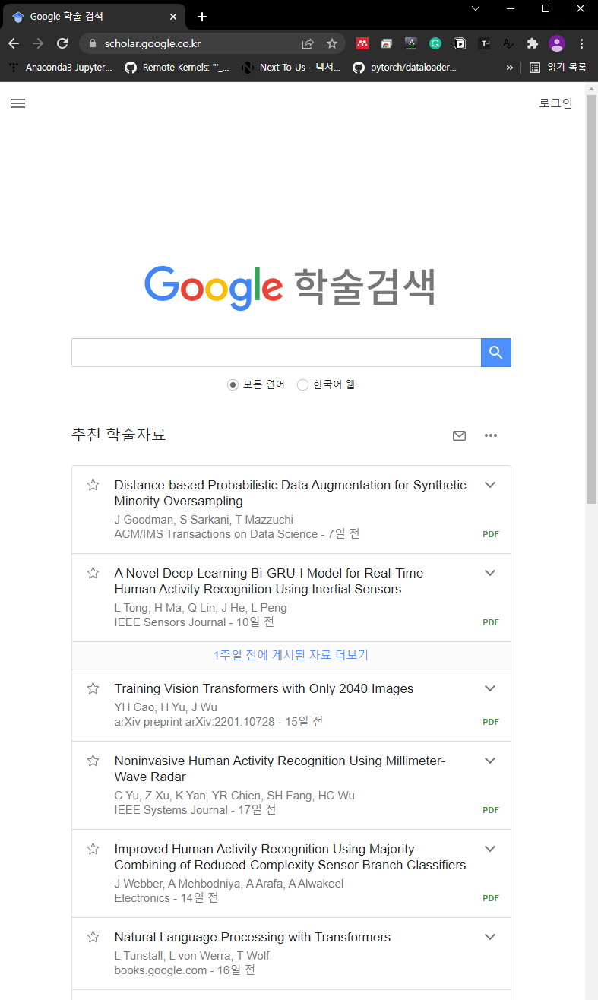 Google 학술 검색
scholar.google.co.kr
Anaconda3 Jupyter...
Remote Kernels: "'_...
Next To Us - 넥서...
pytorch/dataloader...
»
읽기 목록
로그인
Google 학술검색
모든 언어
한국어 웹
추천 학술자료
Distance-based Probabilistic Data Augmentation for Synthetic
Minority Oversampling
J Goodman, S Sarkani, T Mazzuchi
ACM/IMS Transactions on Data Science - 7일 전
PDF
A Novel Deep Learning Bi-GRU-I Model for Real-Time
Human Activity Recognition Using Inertial Sensors
L Tong, H Ma, Q Lin, J He, L Peng
IEEE Sensors Journal - 10일 전
PDF
1주일 전에 게시된 자료 더보기
Training Vision Transformers with Only 2040 Images
YH Cao, H Yu, J Wu
arXiv preprint arXiv:2201.10728 - 15일 전
PDF
Noninvasive Human Activity Recognition Using Millimeter-
Wave Radar
C Yu, Z Xu, K Yan, YR Chien, SH Fang, HC Wu
IEEE Systems Journal - 17일 전
PDF
Improved Human Activity Recognition Using Majority
Combining of Reduced-Complexity Sensor Branch Classifiers
J Webber, A Mehbodniya, A Arafa, A Alwakeel
Electronics - 14일 전
PDF
Natural Language Processing with Transformers
L Tunstall, L von Werra, T Wolf
books.google.com - 16일 전